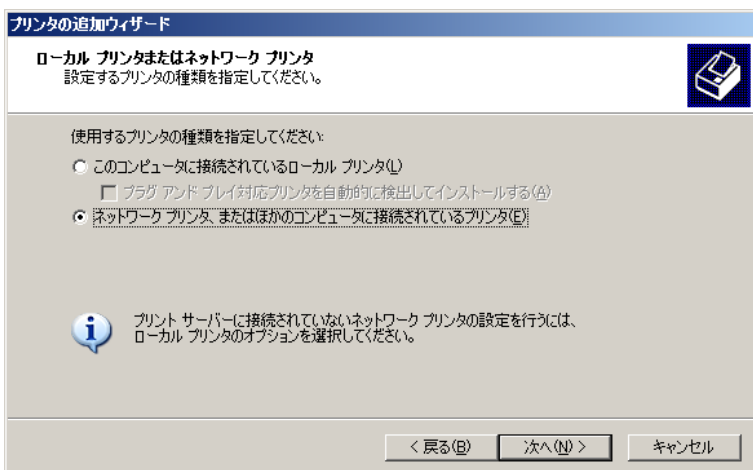 プリンタの追加ウィザード
ローカル プリンタまたはネットワーク プリンタ
設定するプリンタの種類を指定してください。
使用するプリンタの種類を指定してください:
このコンピュータに接続されているローカル プリンタ(L)
プラグ アンド プレイ対応プリンタを自動的に検出してインストールする(A)
ネットワーク プリンタ、またはほかのコンピュータに接続されているプリンタ(E)
プリント サーバーに接続されていないネットワーク プリンタの設定を行うには、
ローカル プリンタのオプションを選択してください。
< 戻る(B) 次へ(N) > キャンセル